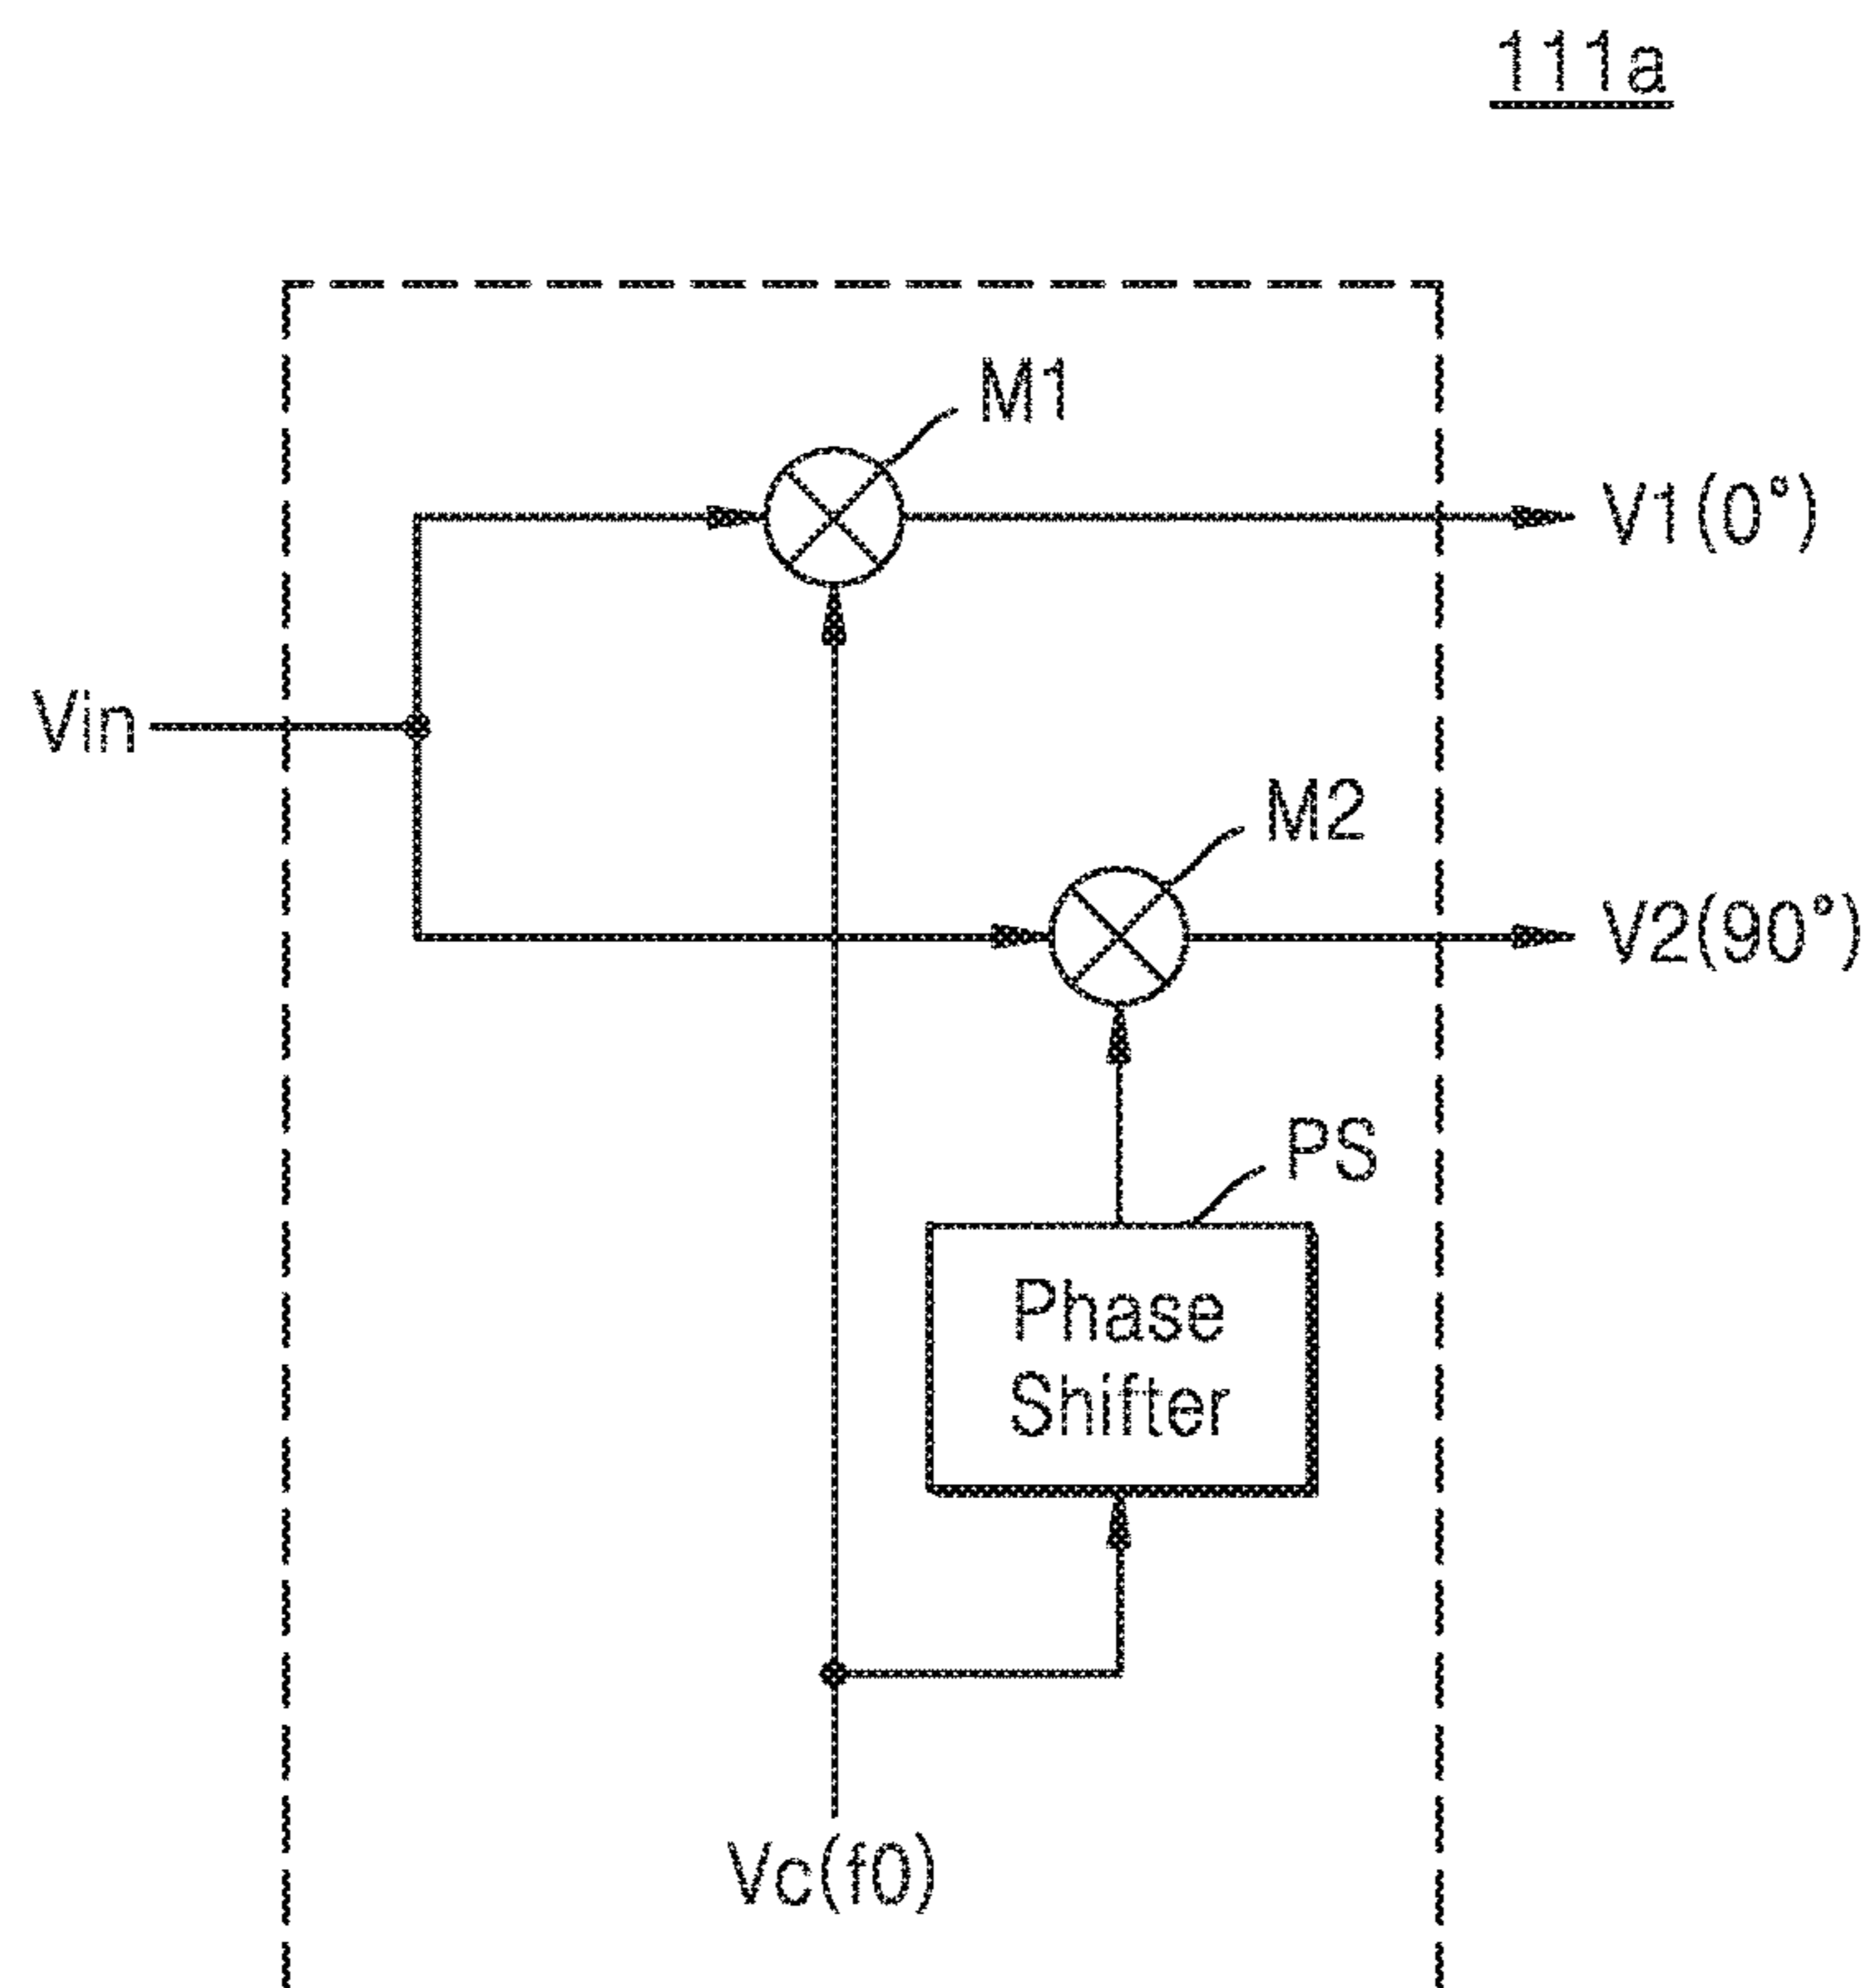 111a
M1
V1(0°)
Vin
M2
V2(90°)
PS
Phase
Shifter
Vc(f0)